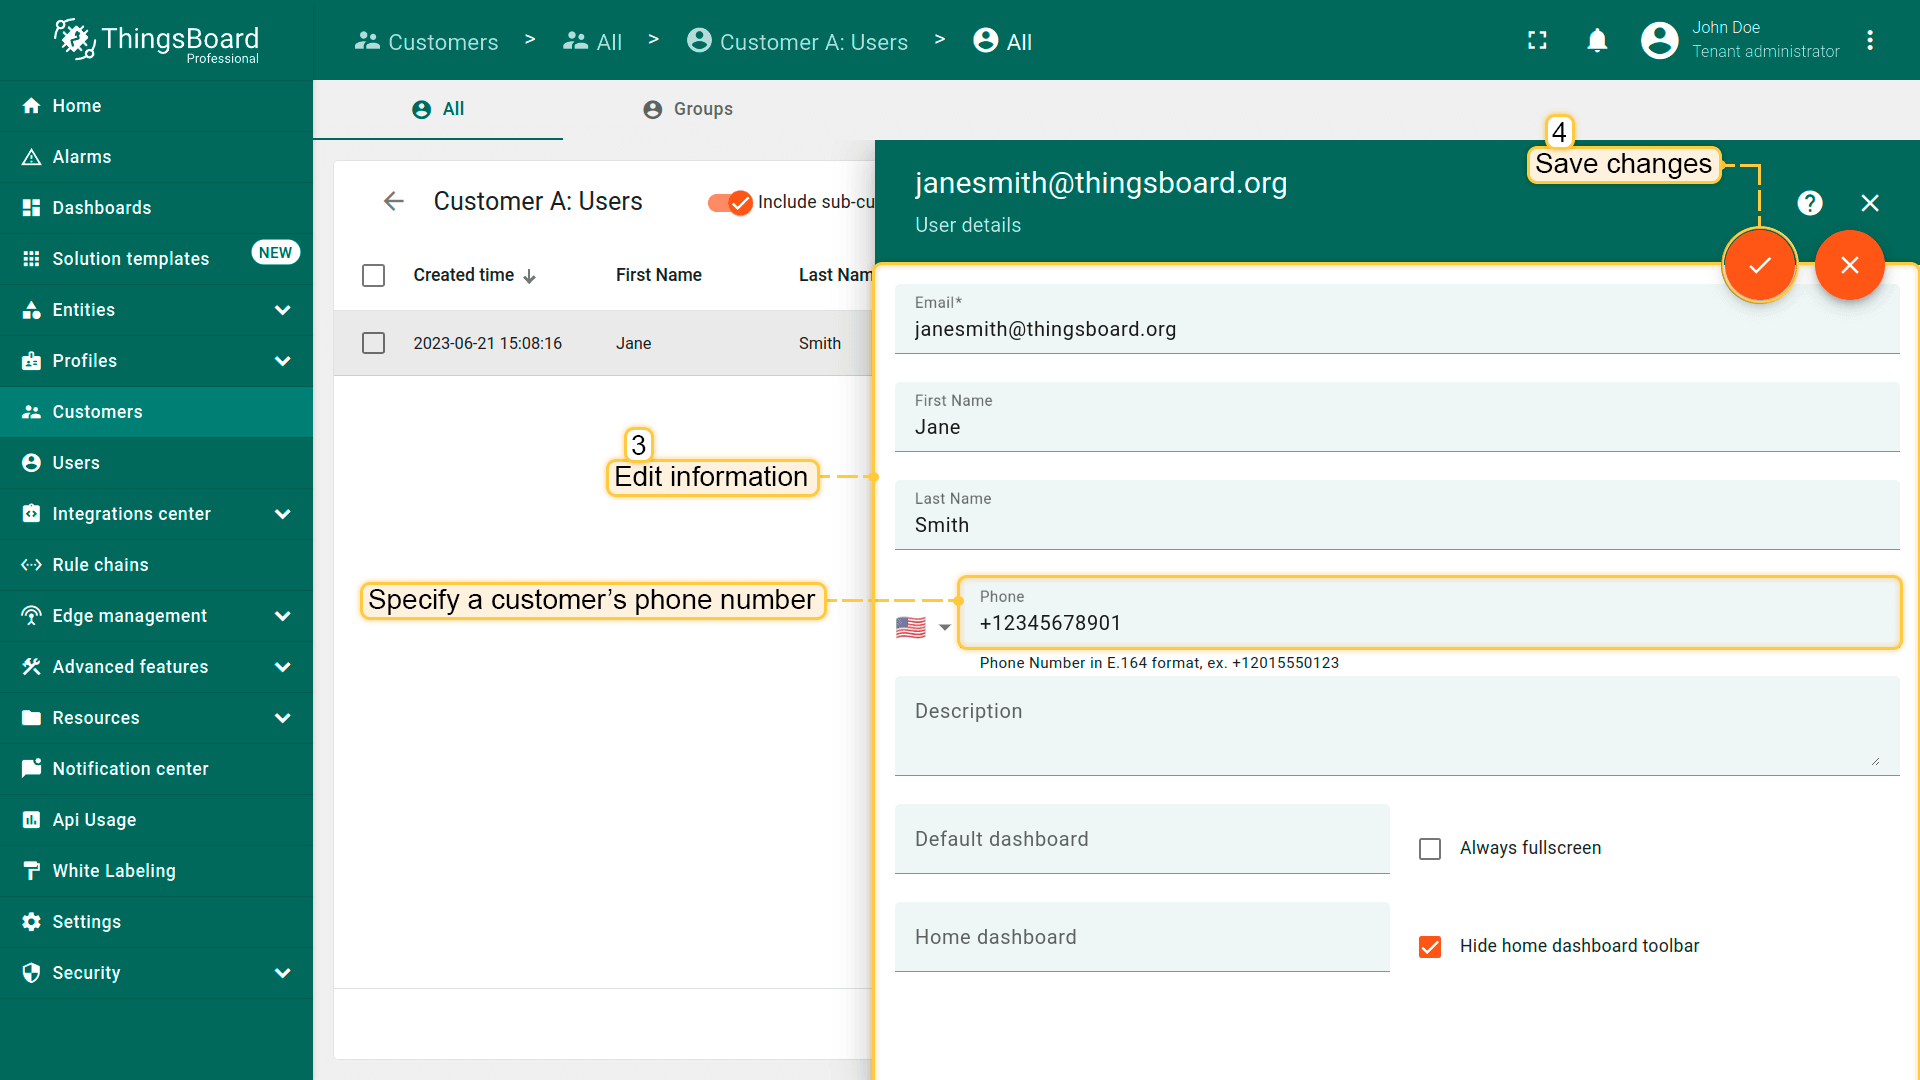 ThingsBoard
Professional
Customers > All > Customer A: Users > All
John Doe
Tenant administrator
Home
Alarms
Dashboards
Solution templates NEW
Entities
Profiles
Customers
Users
Integrations center
Rule chains
Edge management
Advanced features
Resources
Notification center
Api Usage
White Labeling
Settings
Security
All Groups
Customer A: Users Include sub-cu
Created time First Name Last Nam
2023-06-21 15:08:16 Jane Smith
3
Edit information
Specify a customer’s phone number
4
Save changes
janesmith@thingsboard.org
User details
?
Email*
janesmith@thingsboard.org
First Name
Jane
Last Name
Smith
Phone
+12345678901
Phone Number in E.164 format, ex. +12015550123
Description
Default dashboard
Always fullscreen
Home dashboard
Hide home dashboard toolbar